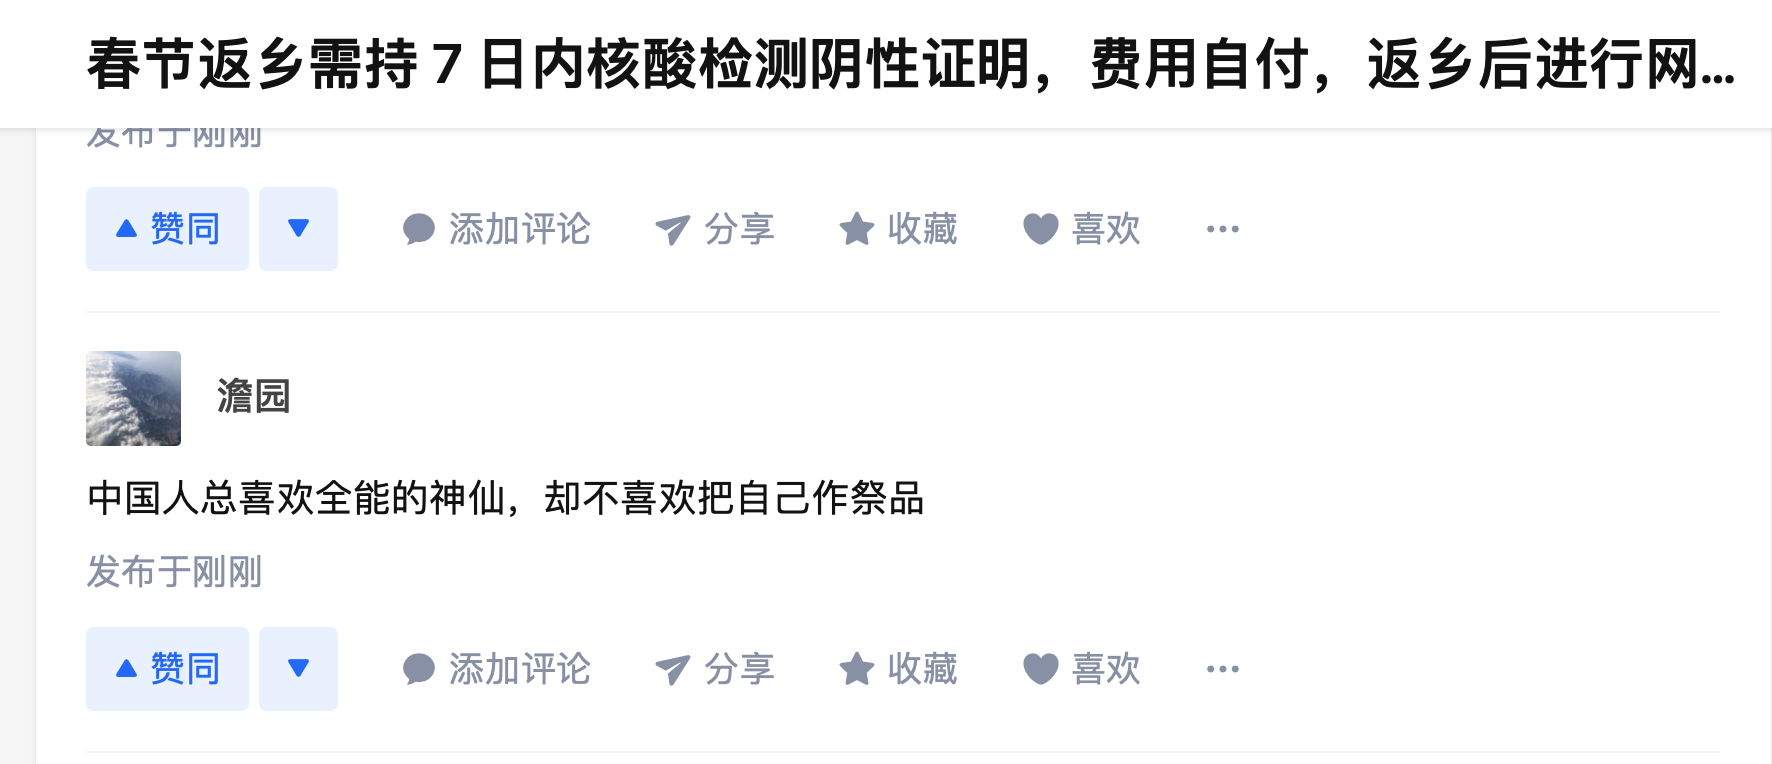 春节返乡需持 7 日内核酸检测阴性证明，费用自付，返乡后进行网...
发布于刚刚
赞同 添加评论 分享 收藏 喜欢
澹园
中国人总喜欢全能的神仙，却不喜欢把自己作祭品
发布于刚刚
赞同 添加评论 分享 收藏 喜欢